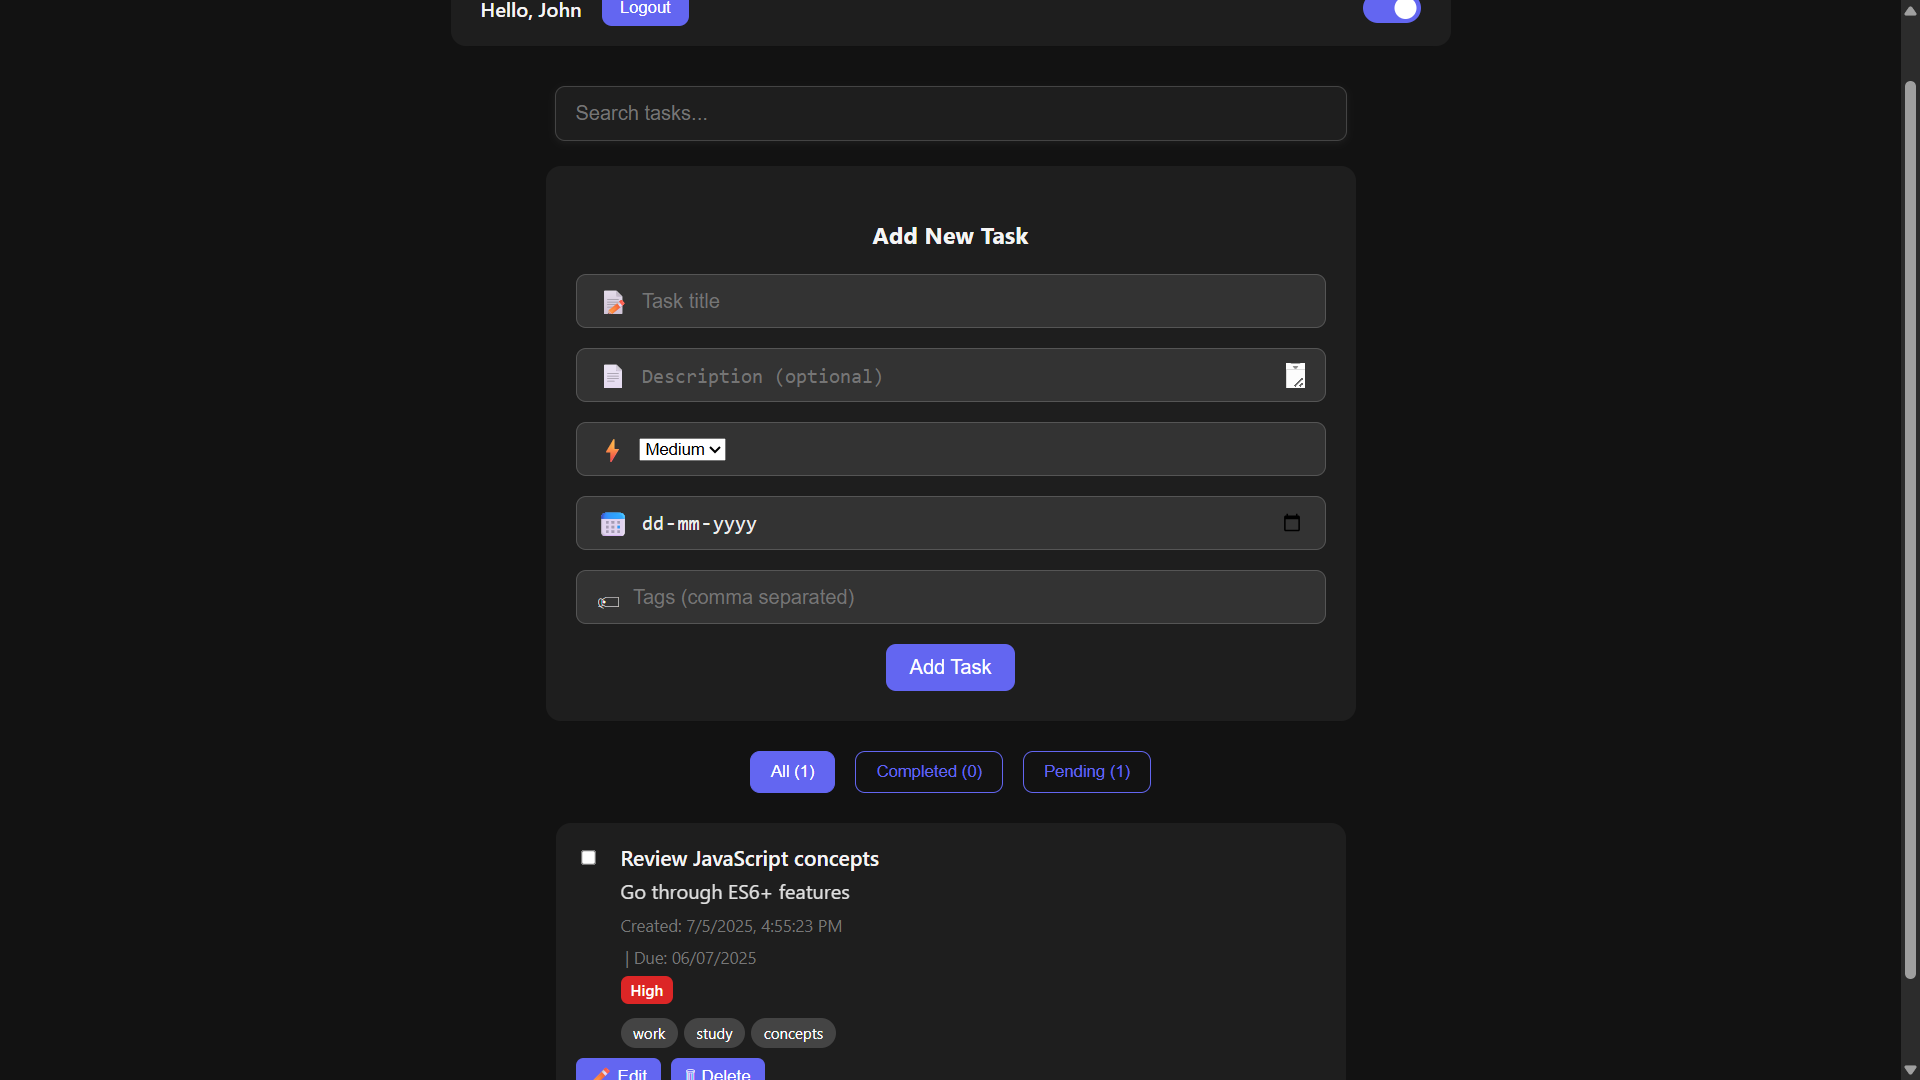 Hello, John Logout
Search tasks...
Add New Task
Task title
Description (optional)
Medium
dd-mm-yyyy
Tags (comma separated)
Add Task
All (1) Completed (0) Pending (1)
Review JavaScript concepts
Go through ES6+ features
Created: 7/5/2025, 4:55:23 PM
| Due: 06/07/2025
High
work study concepts
Edit Delete